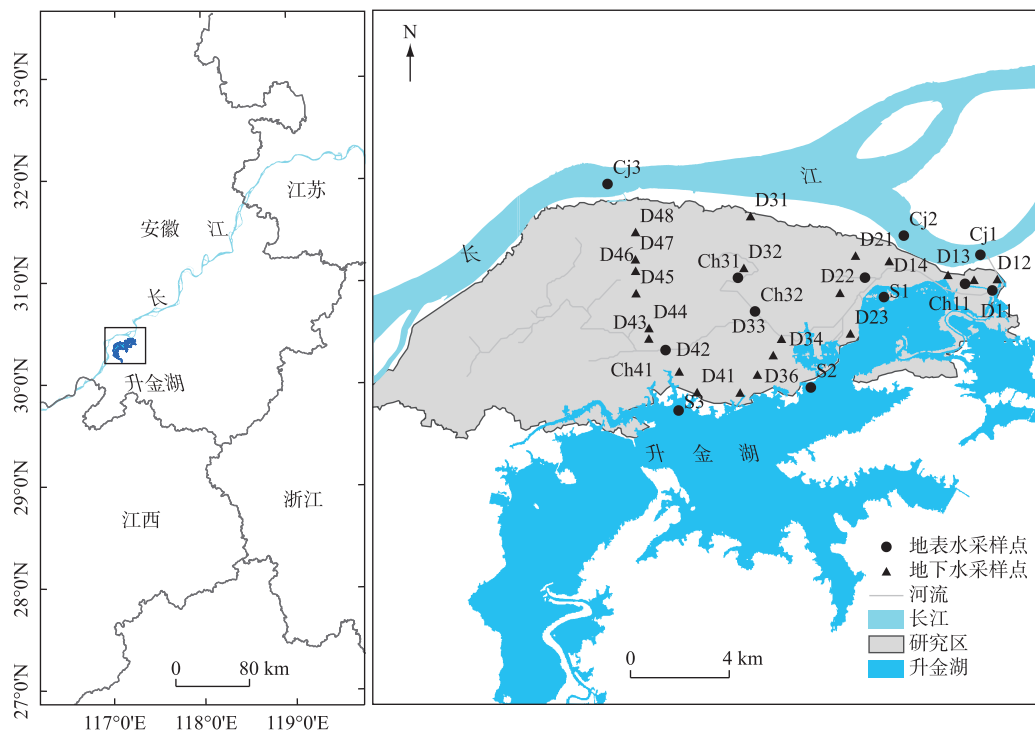 33°0′N
32°0′N
31°0′N
30°0′N
29°0′N
28°0′N
27°0′N
117°0′E
118°0′E
119°0′E
江苏
安徽
江
长
升金湖
浙江
江西
0 80 km
N
Cj3
江
长
D31
Cj2
Cj1
D48
D47
D46
D45
D21
D14
D13
D12
D32
Ch31
D22
S1
Ch11
D11
Ch32
D44
D43
D33
D23
D34
D42
Ch41
D41
D36
S2
S3
升金湖
地表水采样点
地下水采样点
河流
长江
研究区
升金湖
0 4 km